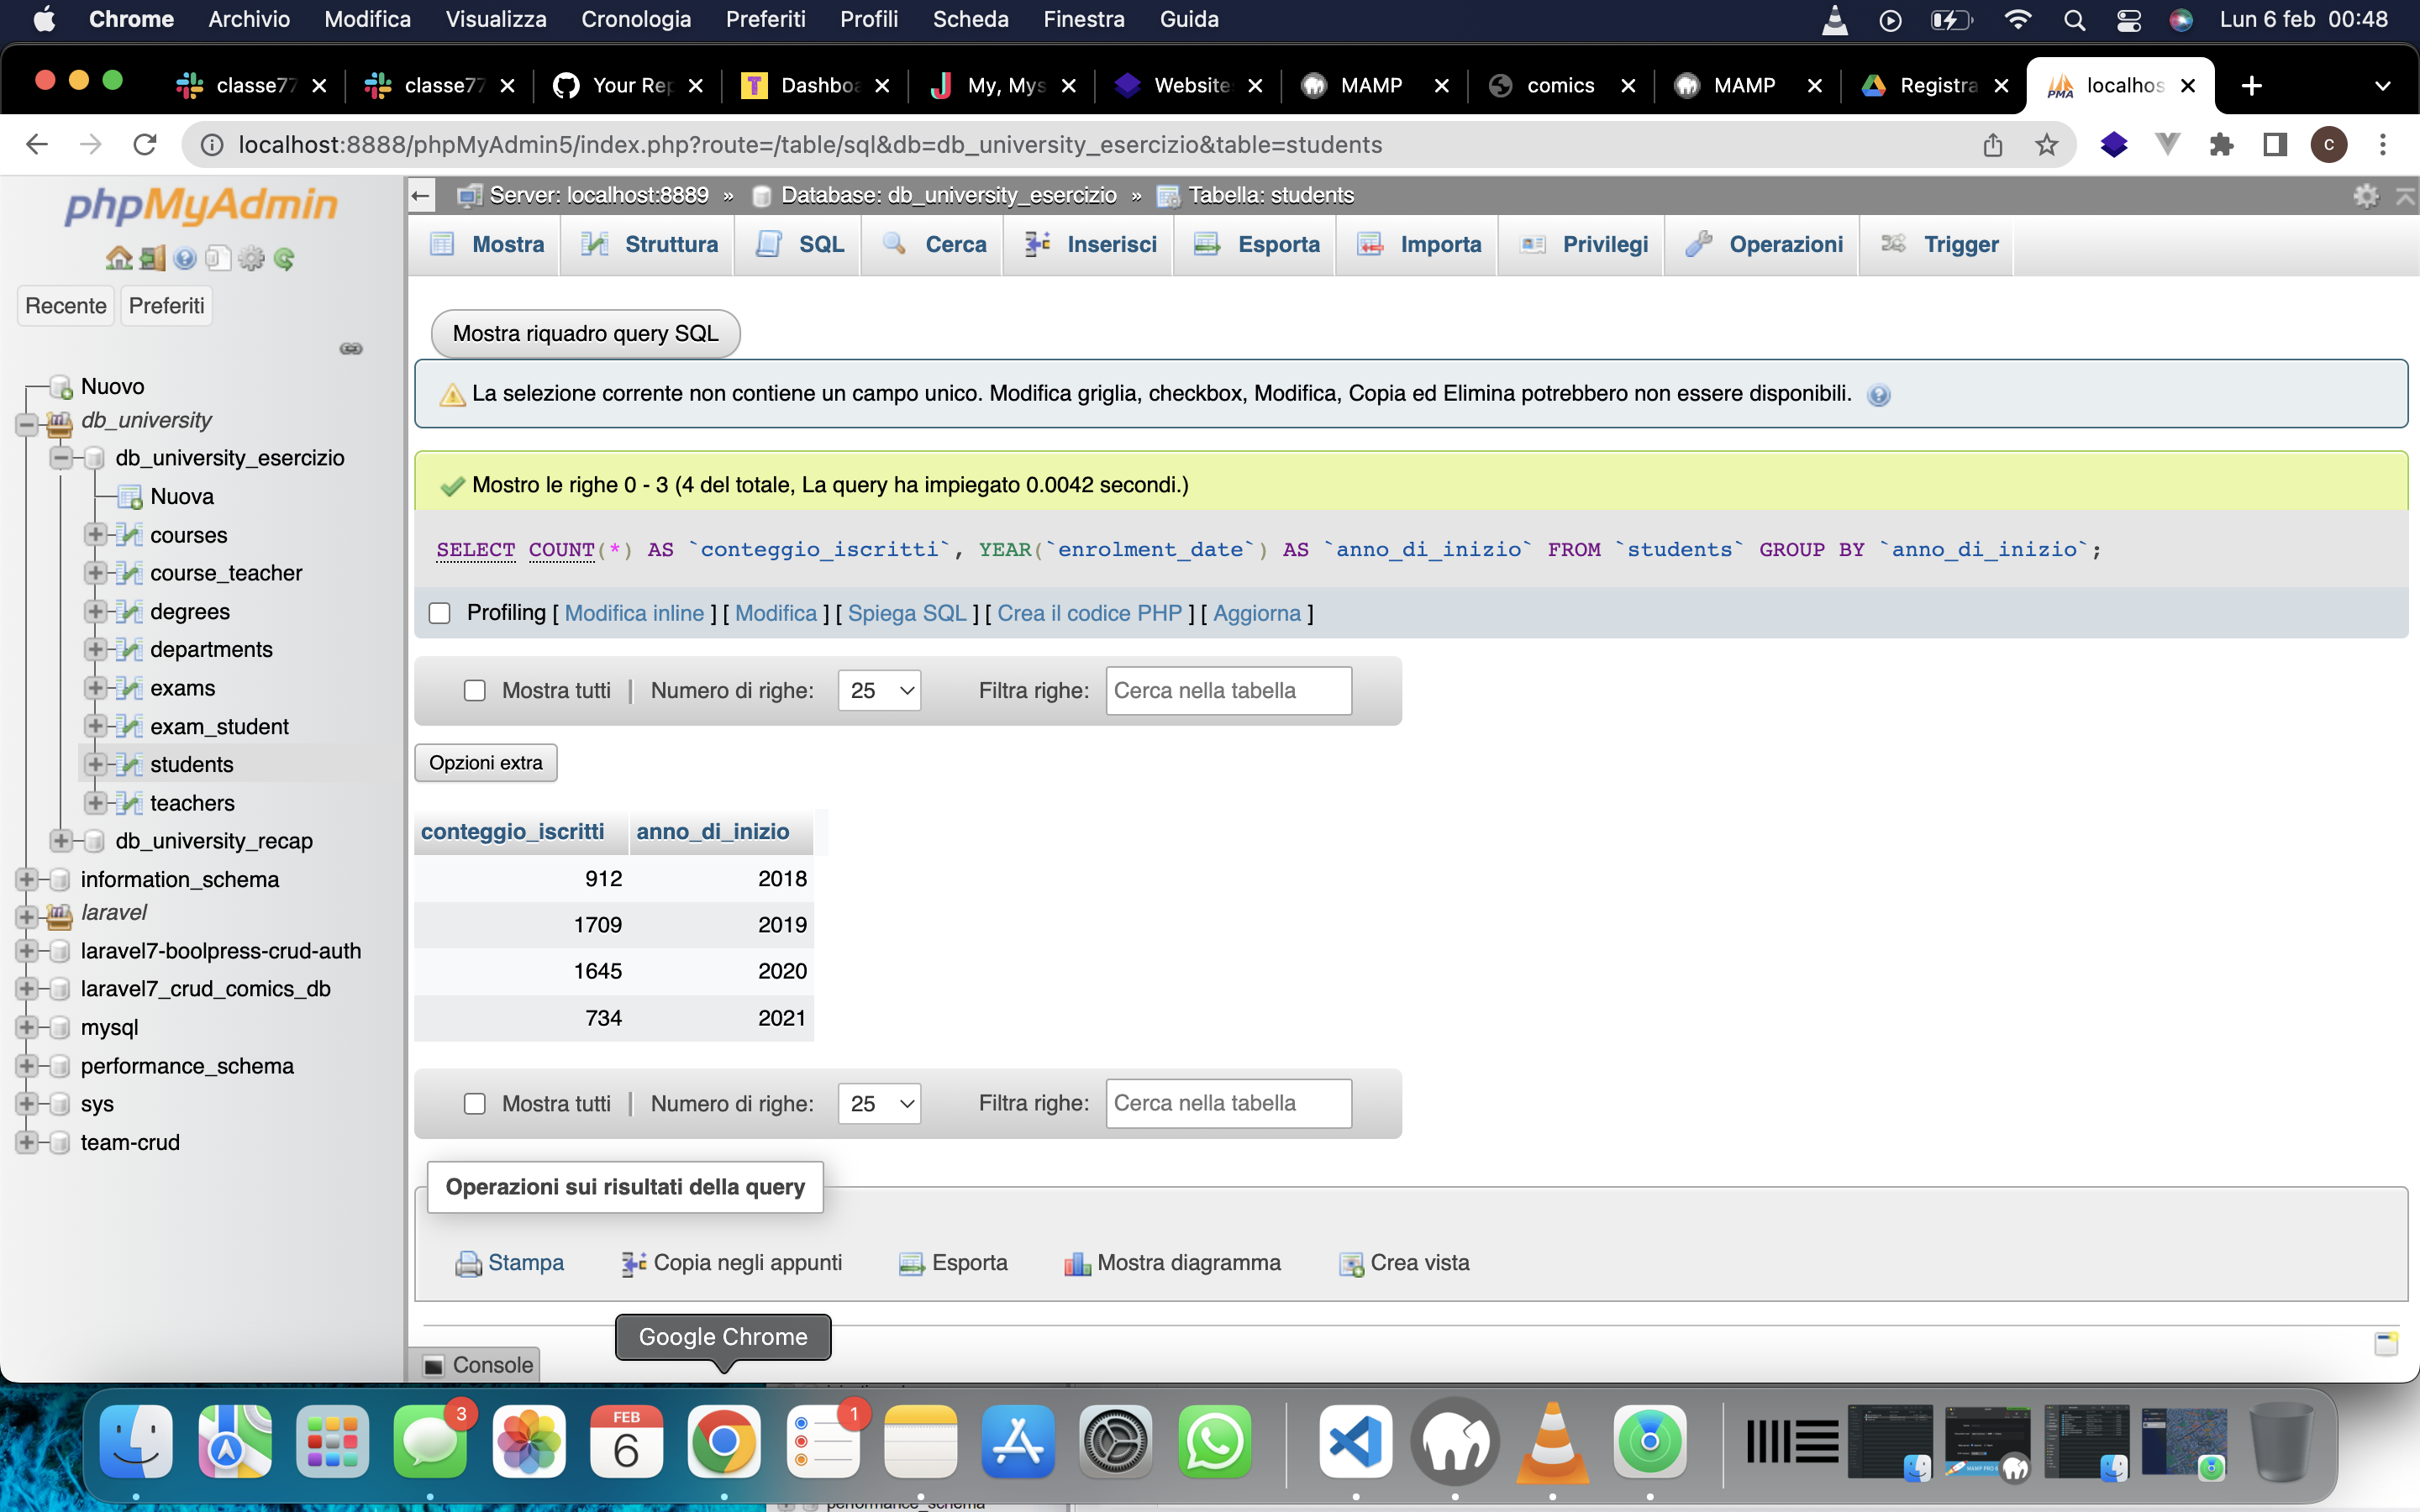 Chrome Archivio Modifica Visualizza Cronologia Preferiti Profili Scheda Finestra Guida Lun 6 feb 00:48
classe77 classe77 Your Rep Dashboa My, Mys Website MAMP comics MAMP Registra localhos
localhost:8888/phpMyAdmin5/index.php?route=/table/sql&db=db_university_esercizio&table=students
C
phpMyAdmin
Recente Preferiti
Nuovo
db_university
db_university_esercizio
Nuova
courses
course_teacher
degrees
departments
exams
exam_student
students
teachers
db_university_recap
information_schema
laravel
laravel7-boolpress-crud-auth
laravel7_crud_comics_db
mysql
performance_schema
sys
team-crud
Server: localhost:8889 » Database: db_university_esercizio » Tabella: students
Mostra Struttura SQL Cerca Inserisci Esporta Importa Privilegi Operazioni Trigger
Mostra riquadro query SQL
La selezione corrente non contiene un campo unico. Modifica griglia, checkbox, Modifica, Copia ed Elimina potrebbero non essere disponibili.
Mostro le righe 0 - 3 (4 del totale, La query ha impiegato 0.0042 secondi.)
SELECT COUNT(*) AS `conteggio_iscritti`, YEAR(`enrolment_date`) AS `anno_di_inizio` FROM `students` GROUP BY `anno_di_inizio`;
Profiling [ Modifica inline ] [ Modifica ] [ Spiega SQL ] [ Crea il codice PHP ] [ Aggiorna ]
Mostra tutti | Numero di righe: 25 Filtra righe: Cerca nella tabella
Opzioni extra
conteggio_iscritti anno_di_inizio
912 2018
1709 2019
1645 2020
734 2021
Mostra tutti | Numero di righe: 25 Filtra righe: Cerca nella tabella
Operazioni sui risultati della query
Stampa Copia negli appunti Esporta Mostra diagramma Crea vista
Google Chrome
Console
3
FEB
6
1
performance_schema